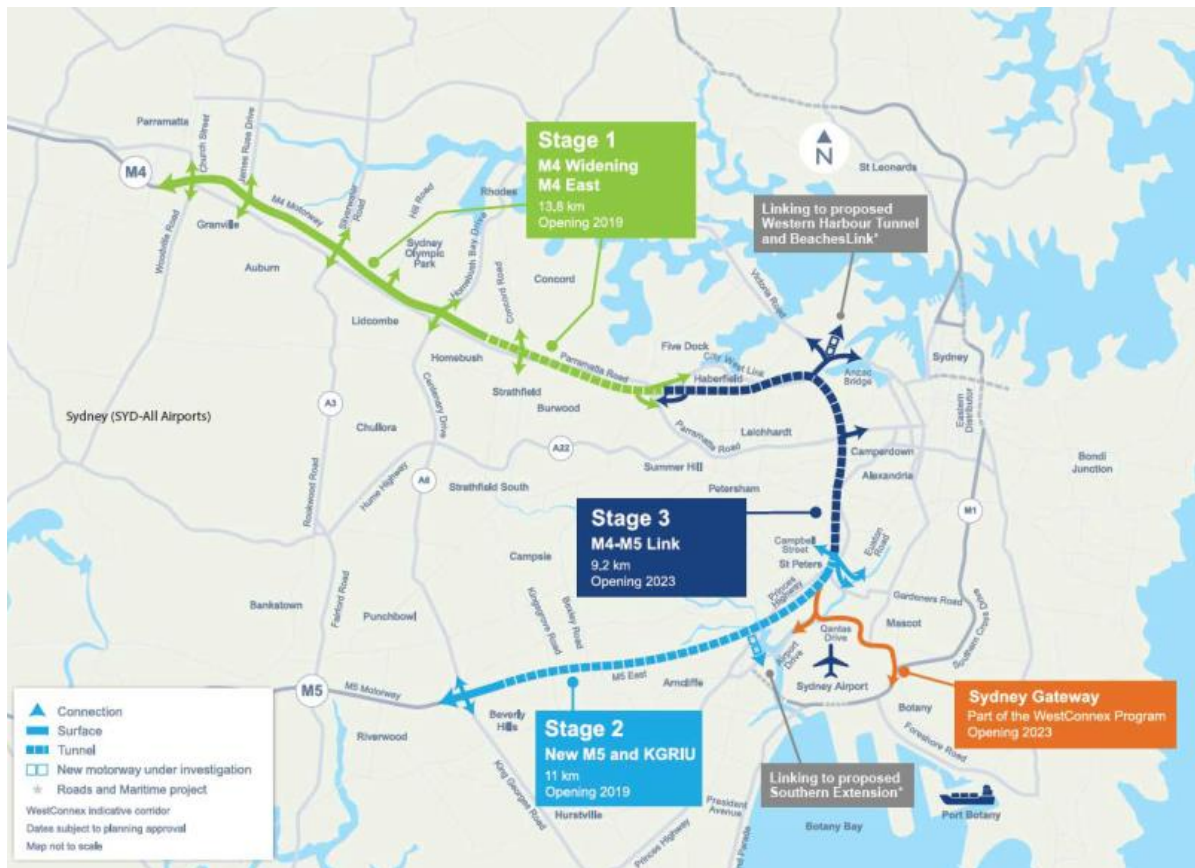 Stage 1
M4 Widening
M4 East
13,8 km
Opening 2019
N
St Leonards
Linking to proposed
Western Harbour Tunnel
and BeachesLink*
Parramatta
Church Street
James Ruse Drive
M4
M4 Motorway
Silverwater Road
Hill Road
Rhodes
Granville
Woodville Road
Auburn
Sydney
Olympic
Park
Homebush Bay Drive
Concord Road
Concord
Victoria Road
Lidcombe
Homebush
Parramatta Road
Five Dock
City West Link
Haberfield
Anzac
Bridge
Sydney
Eastern
Distributor
Strathfield
Burwood
Centenary Drive
Sydney (SYD-All Airports)
A3
Chullora
A22
Parramatta Road
Leichhardt
Camperdown
Summer Hill
Alexandria
Bondi
Junction
Hume Highway
A6
Strathfield South
Petersham
Rookwood Road
Stage 3
M4-M5 Link
9,2 km
Opening 2023
M1
Campbell
Street
St Peters
Euston
Road
Campsie
Princes
Highway
Gardeners Road
Bankstown
Fairford Road
Punchbowl
Kingsgrove Road
Bexley Road
Mascot
Qantas
Drive
Airport
Drive
Southern Cross Drive
M5
M5 Motorway
M5 East
Arncliffe
Sydney Airport
Sydney Gateway
Part of the WestConnex Program
Opening 2023
Riverwood
Beverly
Hills
Botany
Foreshore Road
Stage 2
New M5 and KGRIU
11 km
Opening 2019
King Georges Road
Hurstville
Linking to proposed
Southern Extension*
President
Avenue
Princes Highway
nd Parade
Botany Bay
Port Botany
Connection
Surface
Tunnel
New motorway under investigation
Roads and Maritime project
WestConnex indicative corridor
Dates subject to planning approval
Map not to scale